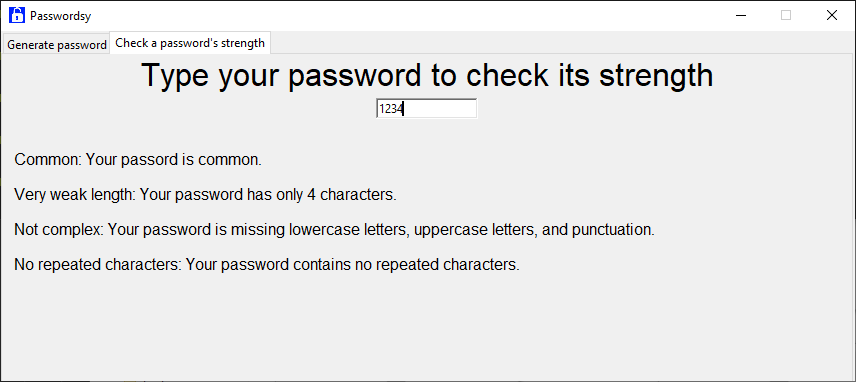 Passwordsy
Generate password
Check a password's strength
Type your password to check its strength
1234
Common: Your passord is common.
Very weak length: Your password has only 4 characters.
Not complex: Your password is missing lowercase letters, uppercase letters, and punctuation.
No repeated characters: Your password contains no repeated characters.